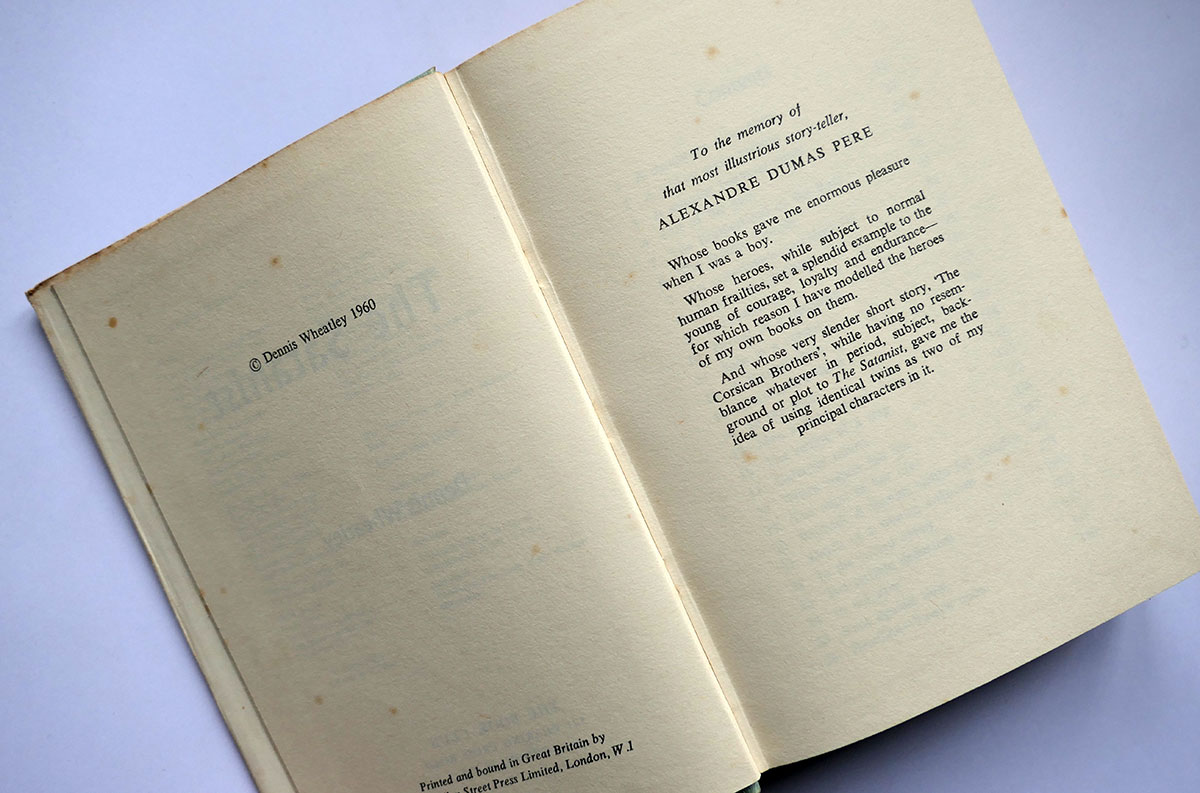 © Dennis Wheatley 1960
Printed and bound in Great Britain by
Street Press Limited, London, W.1
To the memory of
that most illustrious story-teller,
ALEXANDRE DUMAS PERE
Whose books gave me enormous pleasure
when I was a boy.
Whose heroes, while subject to normal
human frailties, set a splendid example to the
young of courage, loyalty and endurance—
for which reason I have modelled the heroes
of my own books on them.
And whose very slender short story, ‘The
Corsican Brothers’, while having no resem-
blance whatever in period, subject, back-
ground or plot to The Satanist, gave me the
idea of using identical twins as two of my
principal characters in it.